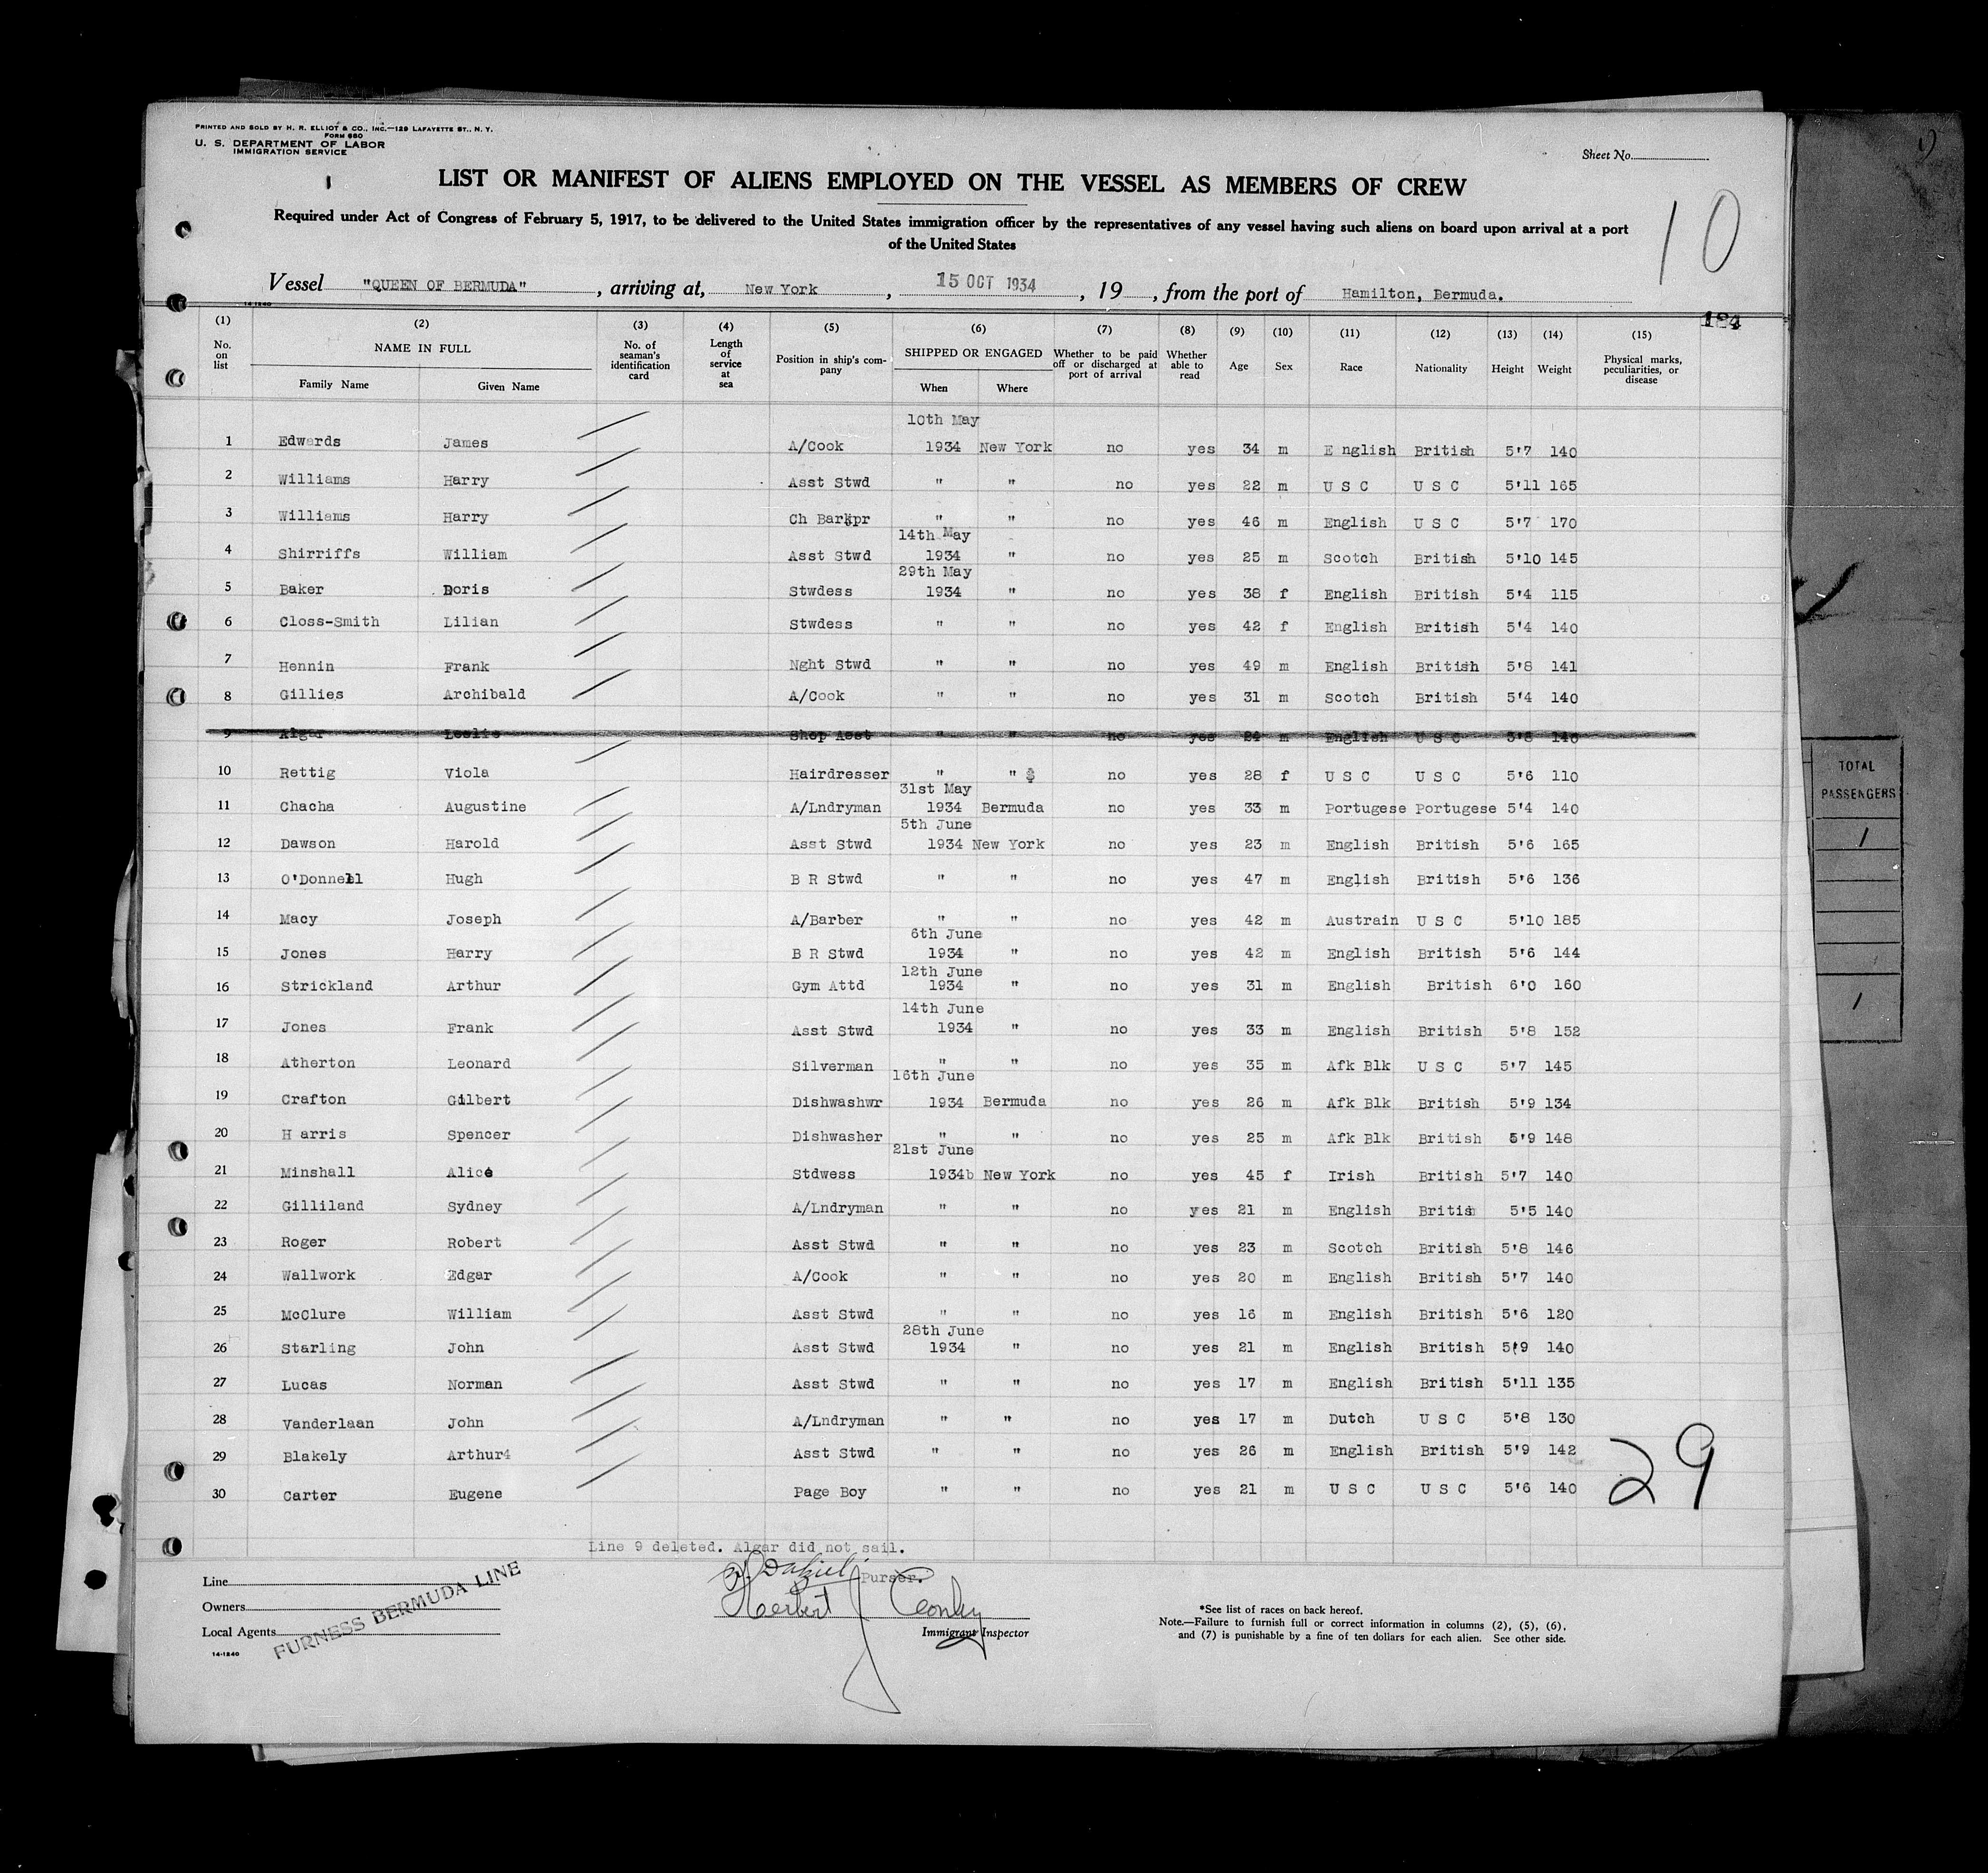 PRINTED AND SOLD BY H. R. ELLIOT & CO., INC.—129 LAFAYETTE ST., N. Y.
FORM 680
U. S. DEPARTMENT OF LABOR
IMMIGRATION SERVICE
Sheet No.
LIST OR MANIFEST OF ALIENS EMPLOYED ON THE VESSEL AS MEMBERS OF CREW
10
Required under Act of Congress of February 5, 1917, to be delivered to the United States immigration officer by the representatives of any vessel having such aliens on board upon arrival at a port
of the United States
Vessel "QUEEN OF BERMUDA", arriving at, New York, 15 OCT 1934, 19 , from the port of Hamilton, Bermuda.
14-1240
184
(1) (2) (3) (4) (5) (6) (7) (8) (9) (10) (11) (12) (13) (14) (15)
No. on list NAME IN FULL Family Name Given Name No. of seaman's identification card Length of service at sea Position in ship's company SHIPPED OR ENGAGED When Where Whether to be paid off or discharged at port of arrival Whether able to read Age Sex Race Nationality Height Weight Physical marks, peculiarities, or disease
10th May
1 Edwards James A/Cook 1934 New York no yes 34 m E nglish British 5'7 140
2 Williams Harry Asst Stwd " " no yes 22 m U S C U S C 5'11 165
3 Williams Harry Ch Barkpr " " no yes 46 m English U S C 5'7 170
14th May
4 Shirriffs William Asst Stwd 1934 " no yes 25 m Scotch British 5'10 145
29th May
5 Baker Doris Stwdess 1934 " no yes 38 f English British 5'4 115
6 Closs-Smith Lilian Stwdess " " no yes 42 f English British 5'4 140
7 Hennin Frank Nght Stwd " " no yes 49 m English British 5'8 141
8 Gillies Archibald A/Cook " " no yes 31 m Scotch British 5'4 140
9 Algar Leslie Shop Asst " " no yes 24 m English U S C 5'8 140
10 Rettig Viola Hairdresser " " no yes 28 f U S C U S C 5'6 110
31st May
11 Chacha Augustine A/Lndryman 1934 Bermuda no yes 33 m Portugese Portugese 5'4 140
5th June
12 Dawson Harold Asst Stwd 1934 New York no yes 23 m English British 5'6 165
13 O'Donnell Hugh B R Stwd " " no yes 47 m English British 5'6 136
14 Macy Joseph A/Barber " " no yes 42 m Austrain U S C 5'10 185
6th June
15 Jones Harry B R Stwd 1934 " no yes 42 m English British 5'6 144
12th June
16 Strickland Arthur Gym Attd 1934 " no yes 31 m English British 6'0 160
14th June
17 Jones Frank Asst Stwd 1934 " no yes 33 m English British 5'8 152
18 Atherton Leonard Silverman " " no yes 35 m Afk Blk U S C 5'7 145
16th June
19 Crafton Gilbert Dishwashwr 1934 Bermuda no yes 26 m Afk Blk British 5'9 134
20 H arris Spencer Dishwasher " " no yes 25 m Afk Blk British 5'9 148
21st June
21 Minshall Alice Stdwess 1934b New York no yes 45 f Irish British 5'7 140
22 Gilliland Sydney A/Lndryman " " no yes 21 m English British 5'5 140
23 Roger Robert Asst Stwd " " no yes 23 m Scotch British 5'8 146
24 Wallwork Edgar A/Cook " " no yes 20 m English British 5'7 140
25 McClure William Asst Stwd " " no yes 16 m English British 5'6 120
28th June
26 Starling John Asst Stwd 1934 " no yes 21 m English British 5'9 140
27 Lucas Norman Asst Stwd " " no yes 17 m English British 5'11 135
28 Vanderlaan John A/Lndryman " " no yes 17 m Dutch U S C 5'8 130
29 Blakely Arthur4 Asst Stwd " " no yes 26 m English British 5'9 142
30 Carter Eugene Page Boy " " no yes 21 m U S C U S C 5'6 140
29
Line 9 deleted. Algar did not sail.
Purser.
Herbert J Conley
Immigrant Inspector
Line
Owners
Local Agents
FURNESS BERMUDA LINE
14-1240
*See list of races on back hereof.
Note.—Failure to furnish full or correct information in columns (2), (5), (6),
and (7) is punishable by a fine of ten dollars for each alien. See other side.
TOTAL
PASSENGERS
1
1